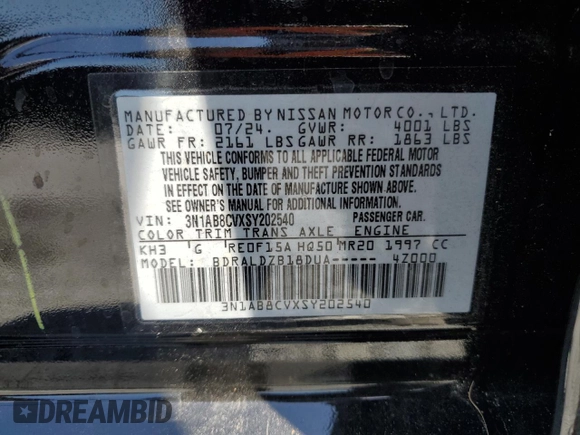 MANUFACTURED BY NISSAN MOTOR CO., LTD.
DATE: 07/24. GVWR: 4001 LBS
GAWR FR: 2161 LBS GAWR RR: 1863 LBS
THIS VEHICLE CONFORMS TO ALL APPLICABLE FEDERAL MOTOR
VEHICLE SAFETY, BUMPER AND THEFT PREVENTION STANDARDS
IN EFFECT ON THE DATE OF MANUFACTURE SHOWN ABOVE.
SEE OWNER'S MANUAL FOR ADDITIONAL INFORMATION.
VIN: 3N1AB8CVXSY202540 PASSENGER CAR.
COLOR TRIM TRANS AXLE ENGINE
KH3 G RE0F15A HQ50 MR20 1997 CC
MODEL: BDRALDZB18DUA----- 4Z000
3N1AB8CVXSY202540
DREAMBID